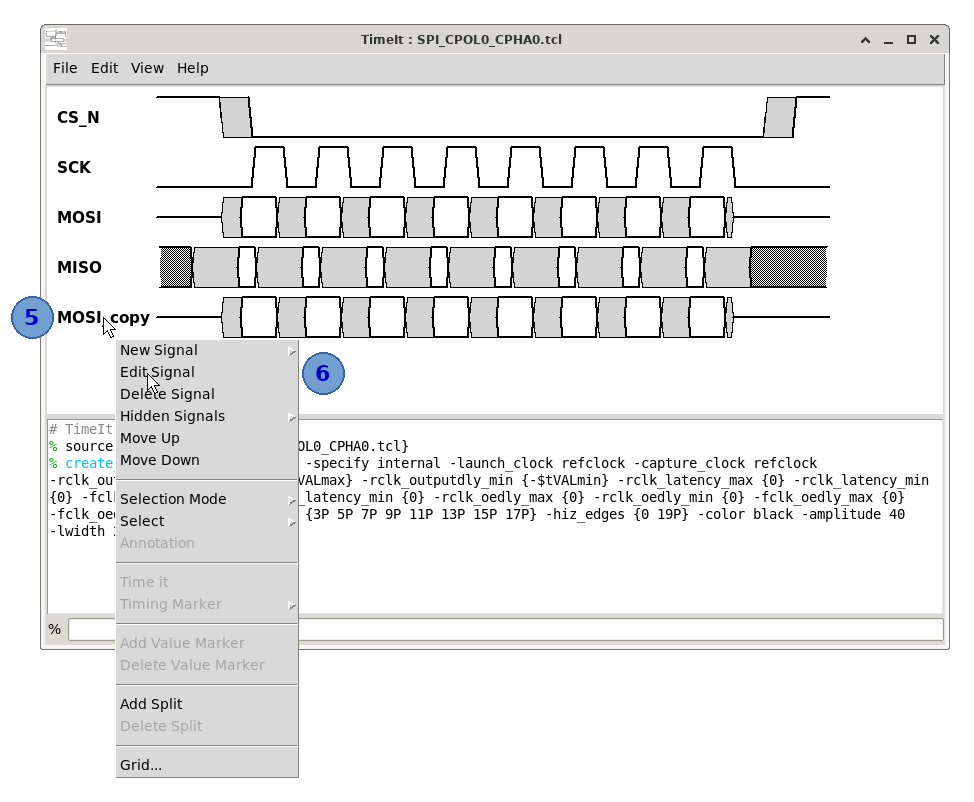 TimeIt : SPI_CPOL0_CPHA0.tcl
File Edit View Help
CS_N
SCK
MOSI
MISO
5 MOSI_copy
New Signal
6
Edit Signal
Delete Signal
Hidden Signals
Move Up
Move Down
Selection Mode
Select
Annotation
Time it
Timing Marker
Add Value Marker
Delete Value Marker
Add Split
Delete Split
Grid...
# TimeIt
% source OL0_CPHA0.tcl}
% create -specify internal -launch_clock refclock -capture_clock refclock
-rclk_ou VALmax} -rclk_outputdly_min {-$tVALmin} -rclk_latency_max {0} -rclk_latency_min
{0} -fcl _latency_min {0} -rclk_oedly_max {0} -rclk_oedly_min {0} -fclk_oedly_max {0}
-fclk_oe {3P 5P 7P 9P 11P 13P 15P 17P} -hiz_edges {0 19P} -color black -amplitude 40
-lwidth
%